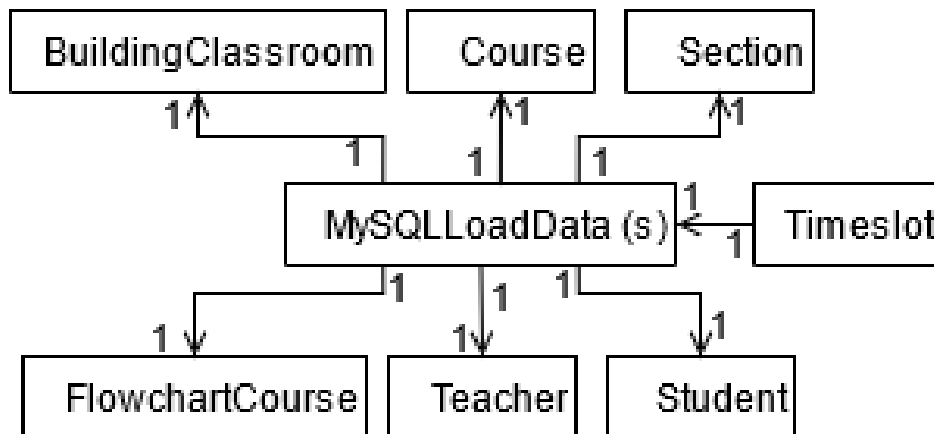 BuildingClassroom Course Section
1 1 1
1 1 1
1
MySQLLoadData (s) Timeslot
1
1 1 1
1 1 1
FlowchartCourse Teacher Student